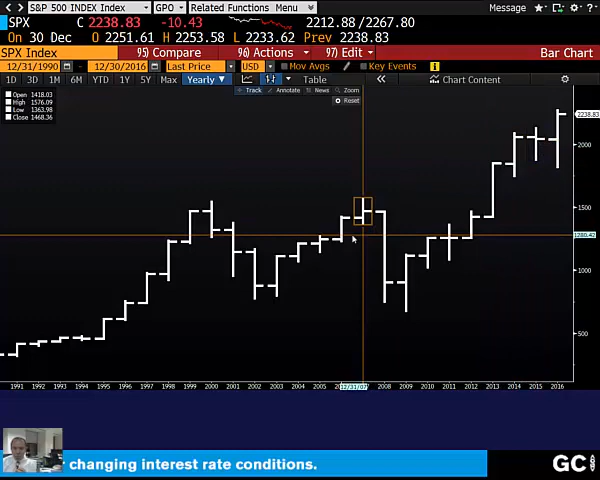 S&P 500 INDEX Index GPO Related Functions Menu Message
SPX C 2238.83 -10.43 2212.88/2267.80
On 30 Dec O 2251.61 H 2253.58 L 2233.62 Prev 2238.83
SPX Index 95) Compare 96) Actions 97) Edit Bar Chart
12/31/1990 12/30/2016 Last Price USD Mov Avgs Key Events
1D 3D 1M 6M YTD 1Y 5Y Max Yearly Table Chart Content
Track Annotate News Zoom
Reset
Open 1418.03
High 1576.09
Low 1363.98
Close 1468.36
2238.83
2000
1500
1280.42
1000
500
1991 1992 1993 1994 1995 1996 1997 1998 1999 2000 2001 2002 2003 2004 2005 12/31/07 2008 2009 2010 2011 2012 2013 2014 2015 2016
changing interest rate conditions.
GC